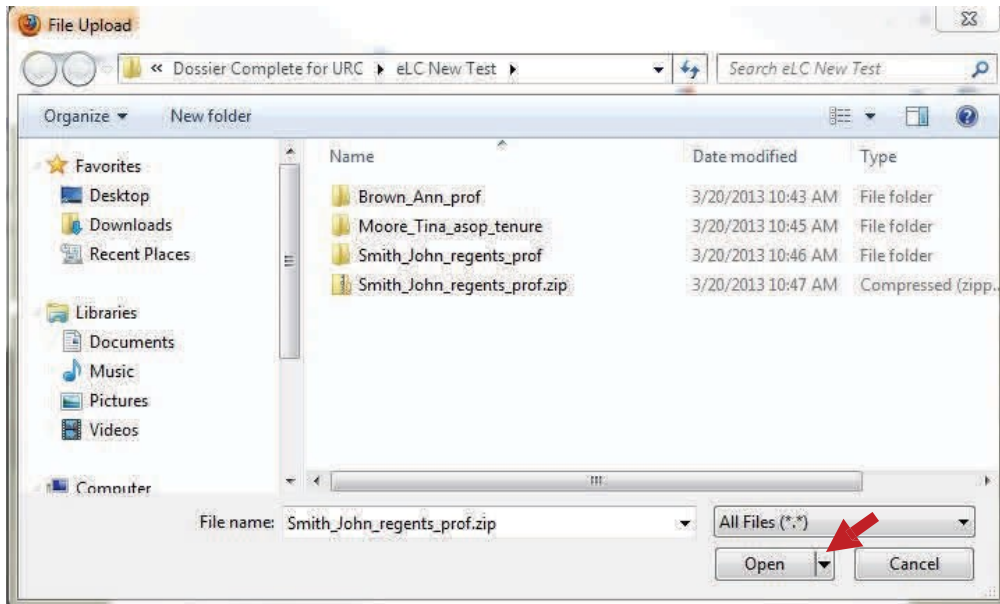 File Upload
« Dossier Complete for URC ▸ eLC New Test ▸ Search eLC New Test
Organize ▾ New folder
Name Date modified Type
Favorites
Desktop
Downloads
Recent Places
Libraries
Documents
Music
Pictures
Videos
Computer
Brown_Ann_prof 3/20/2013 10:43 AM File folder
Moore_Tina_asop_tenure 3/20/2013 10:45 AM File folder
Smith_John_regents_prof 3/20/2013 10:46 AM File folder
Smith_John_regents_prof.zip 3/20/2013 10:47 AM Compressed (zipp..
File name: Smith_John_regents_prof.zip All Files (*.*)
Open Cancel